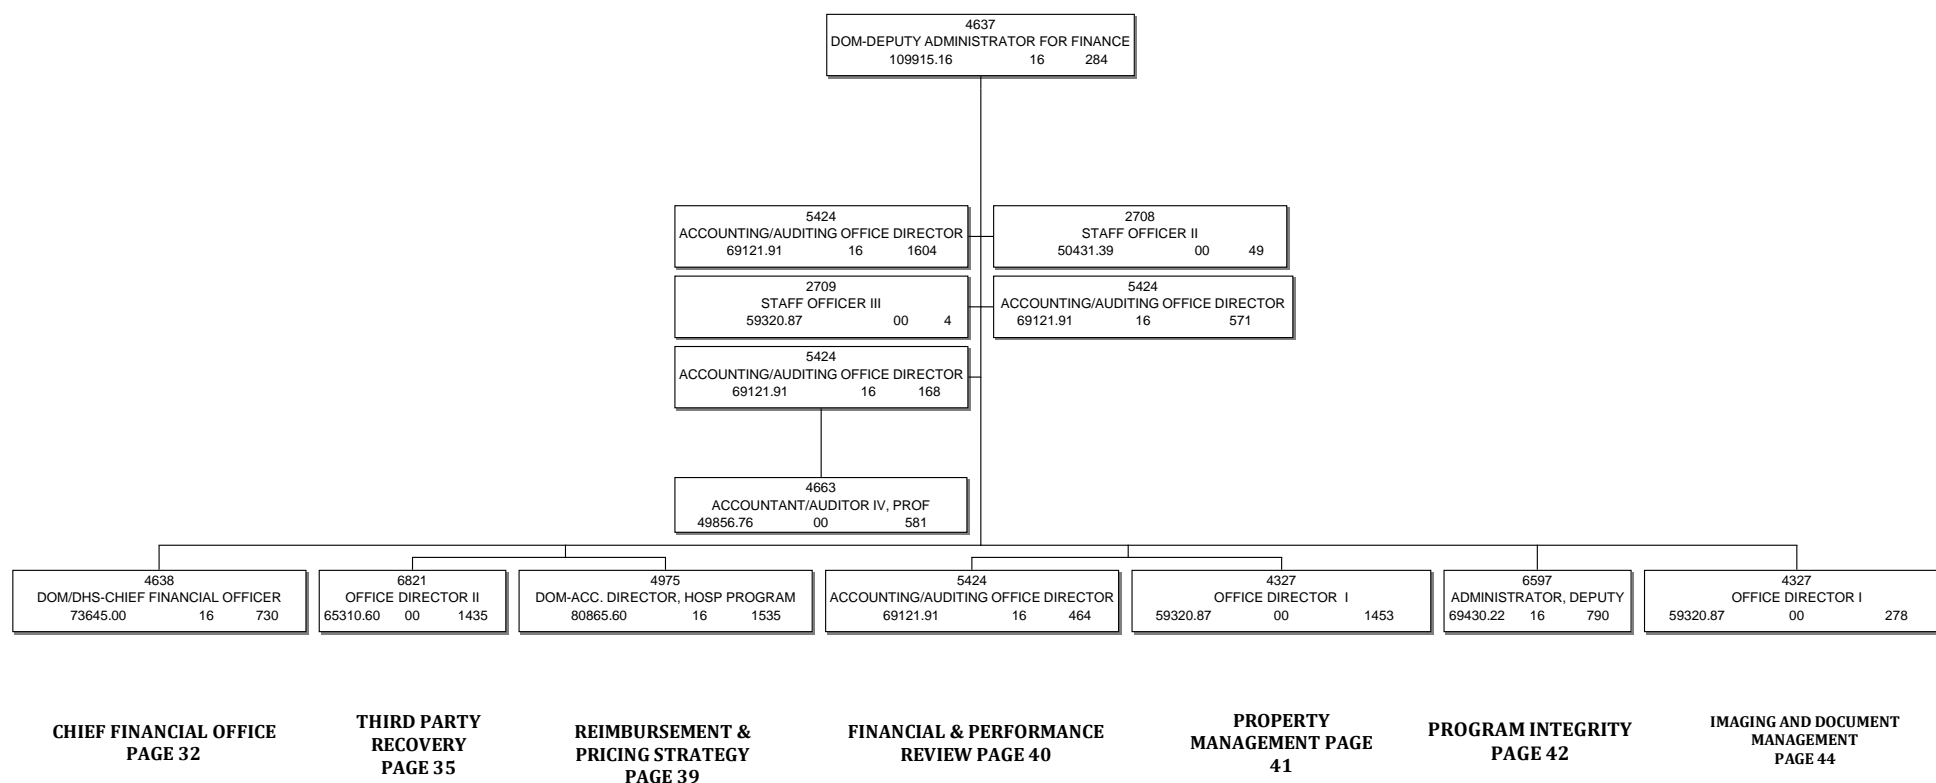 4637
DOM-DEPUTY ADMINISTRATOR FOR FINANCE
109915.16 16 284
5424
ACCOUNTING/AUDITING OFFICE DIRECTOR
69121.91 16 1604
2708
STAFF OFFICER II
50431.39 00 49
2709
STAFF OFFICER III
59320.87 00 4
5424
ACCOUNTING/AUDITING OFFICE DIRECTOR
69121.91 16 571
5424
ACCOUNTING/AUDITING OFFICE DIRECTOR
69121.91 16 168
4663
ACCOUNTANT/AUDITOR IV, PROF
49856.76 00 581
4638
DOM/DHS-CHIEF FINANCIAL OFFICER
73645.00 16 730
6821
OFFICE DIRECTOR II
65310.60 00 1435
4975
DOM-ACC. DIRECTOR, HOSP PROGRAM
80865.60 16 1535
5424
ACCOUNTING/AUDITING OFFICE DIRECTOR
69121.91 16 464
4327
OFFICE DIRECTOR I
59320.87 00 1453
6597
ADMINISTRATOR, DEPUTY
69430.22 16 790
4327
OFFICE DIRECTOR I
59320.87 00 278
CHIEF FINANCIAL OFFICE
PAGE 32
THIRD PARTY
RECOVERY
PAGE 35
REIMBURSEMENT &
PRICING STRATEGY
PAGE 39
FINANCIAL & PERFORMANCE
REVIEW PAGE 40
PROPERTY
MANAGEMENT PAGE
41
PROGRAM INTEGRITY
PAGE 42
IMAGING AND DOCUMENT
MANAGEMENT
PAGE 44